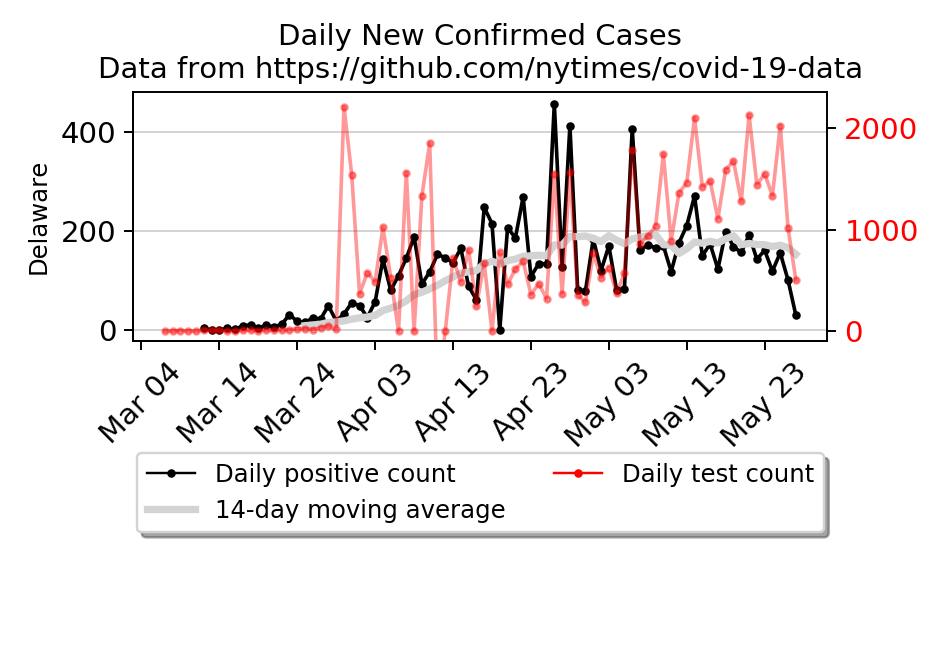 Daily New Confirmed Cases
Data from https://github.com/nytimes/covid-19-data
Delaware
400
200
0
2000
1000
0
Mar 04
Mar 14
Mar 24
Apr 03
Apr 13
Apr 23
May 03
May 13
May 23
Daily positive count
Daily test count
14-day moving average